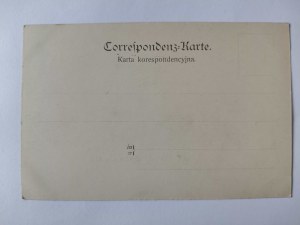 Correspondenz-Karte.
Karta korespondencyjna.